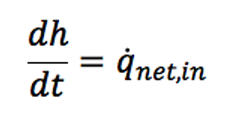 dh/dt = q̇_net,in